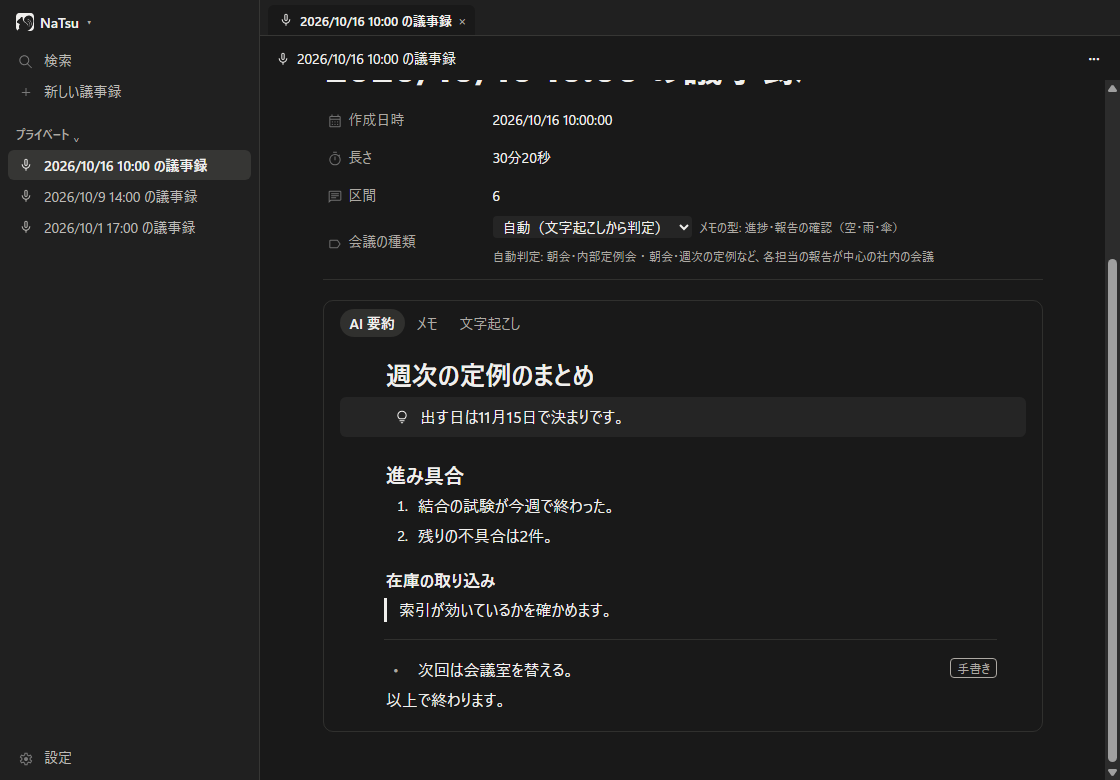 NaTsu
検索
新しい議事録
プライベート
2026/10/16 10:00 の議事録
2026/10/9 14:00 の議事録
2026/10/1 17:00 の議事録
設定
2026/10/16 10:00 の議事録 ×
2026/10/16 10:00 の議事録 ...
2026/10/16 10:00 の議事録
作成日時 2026/10/16 10:00:00
長さ 30分20秒
区間 6
会議の種類 自動（文字起こしから判定） メモの型: 進捗・報告の確認（空・雨・傘）
自動判定: 朝会・内部定例会 ・ 朝会・週次の定例など、各担当の報告が中心の社内の会議
AI 要約 メモ 文字起こし
週次の定例のまとめ
出す日は11月15日で決まりです。
進み具合
1. 結合の試験が今週で終わった。
2. 残りの不具合は2件。
在庫の取り込み
索引が効いているかを確かめます。
• 次回は会議室を替える。 手書き
以上で終わります。